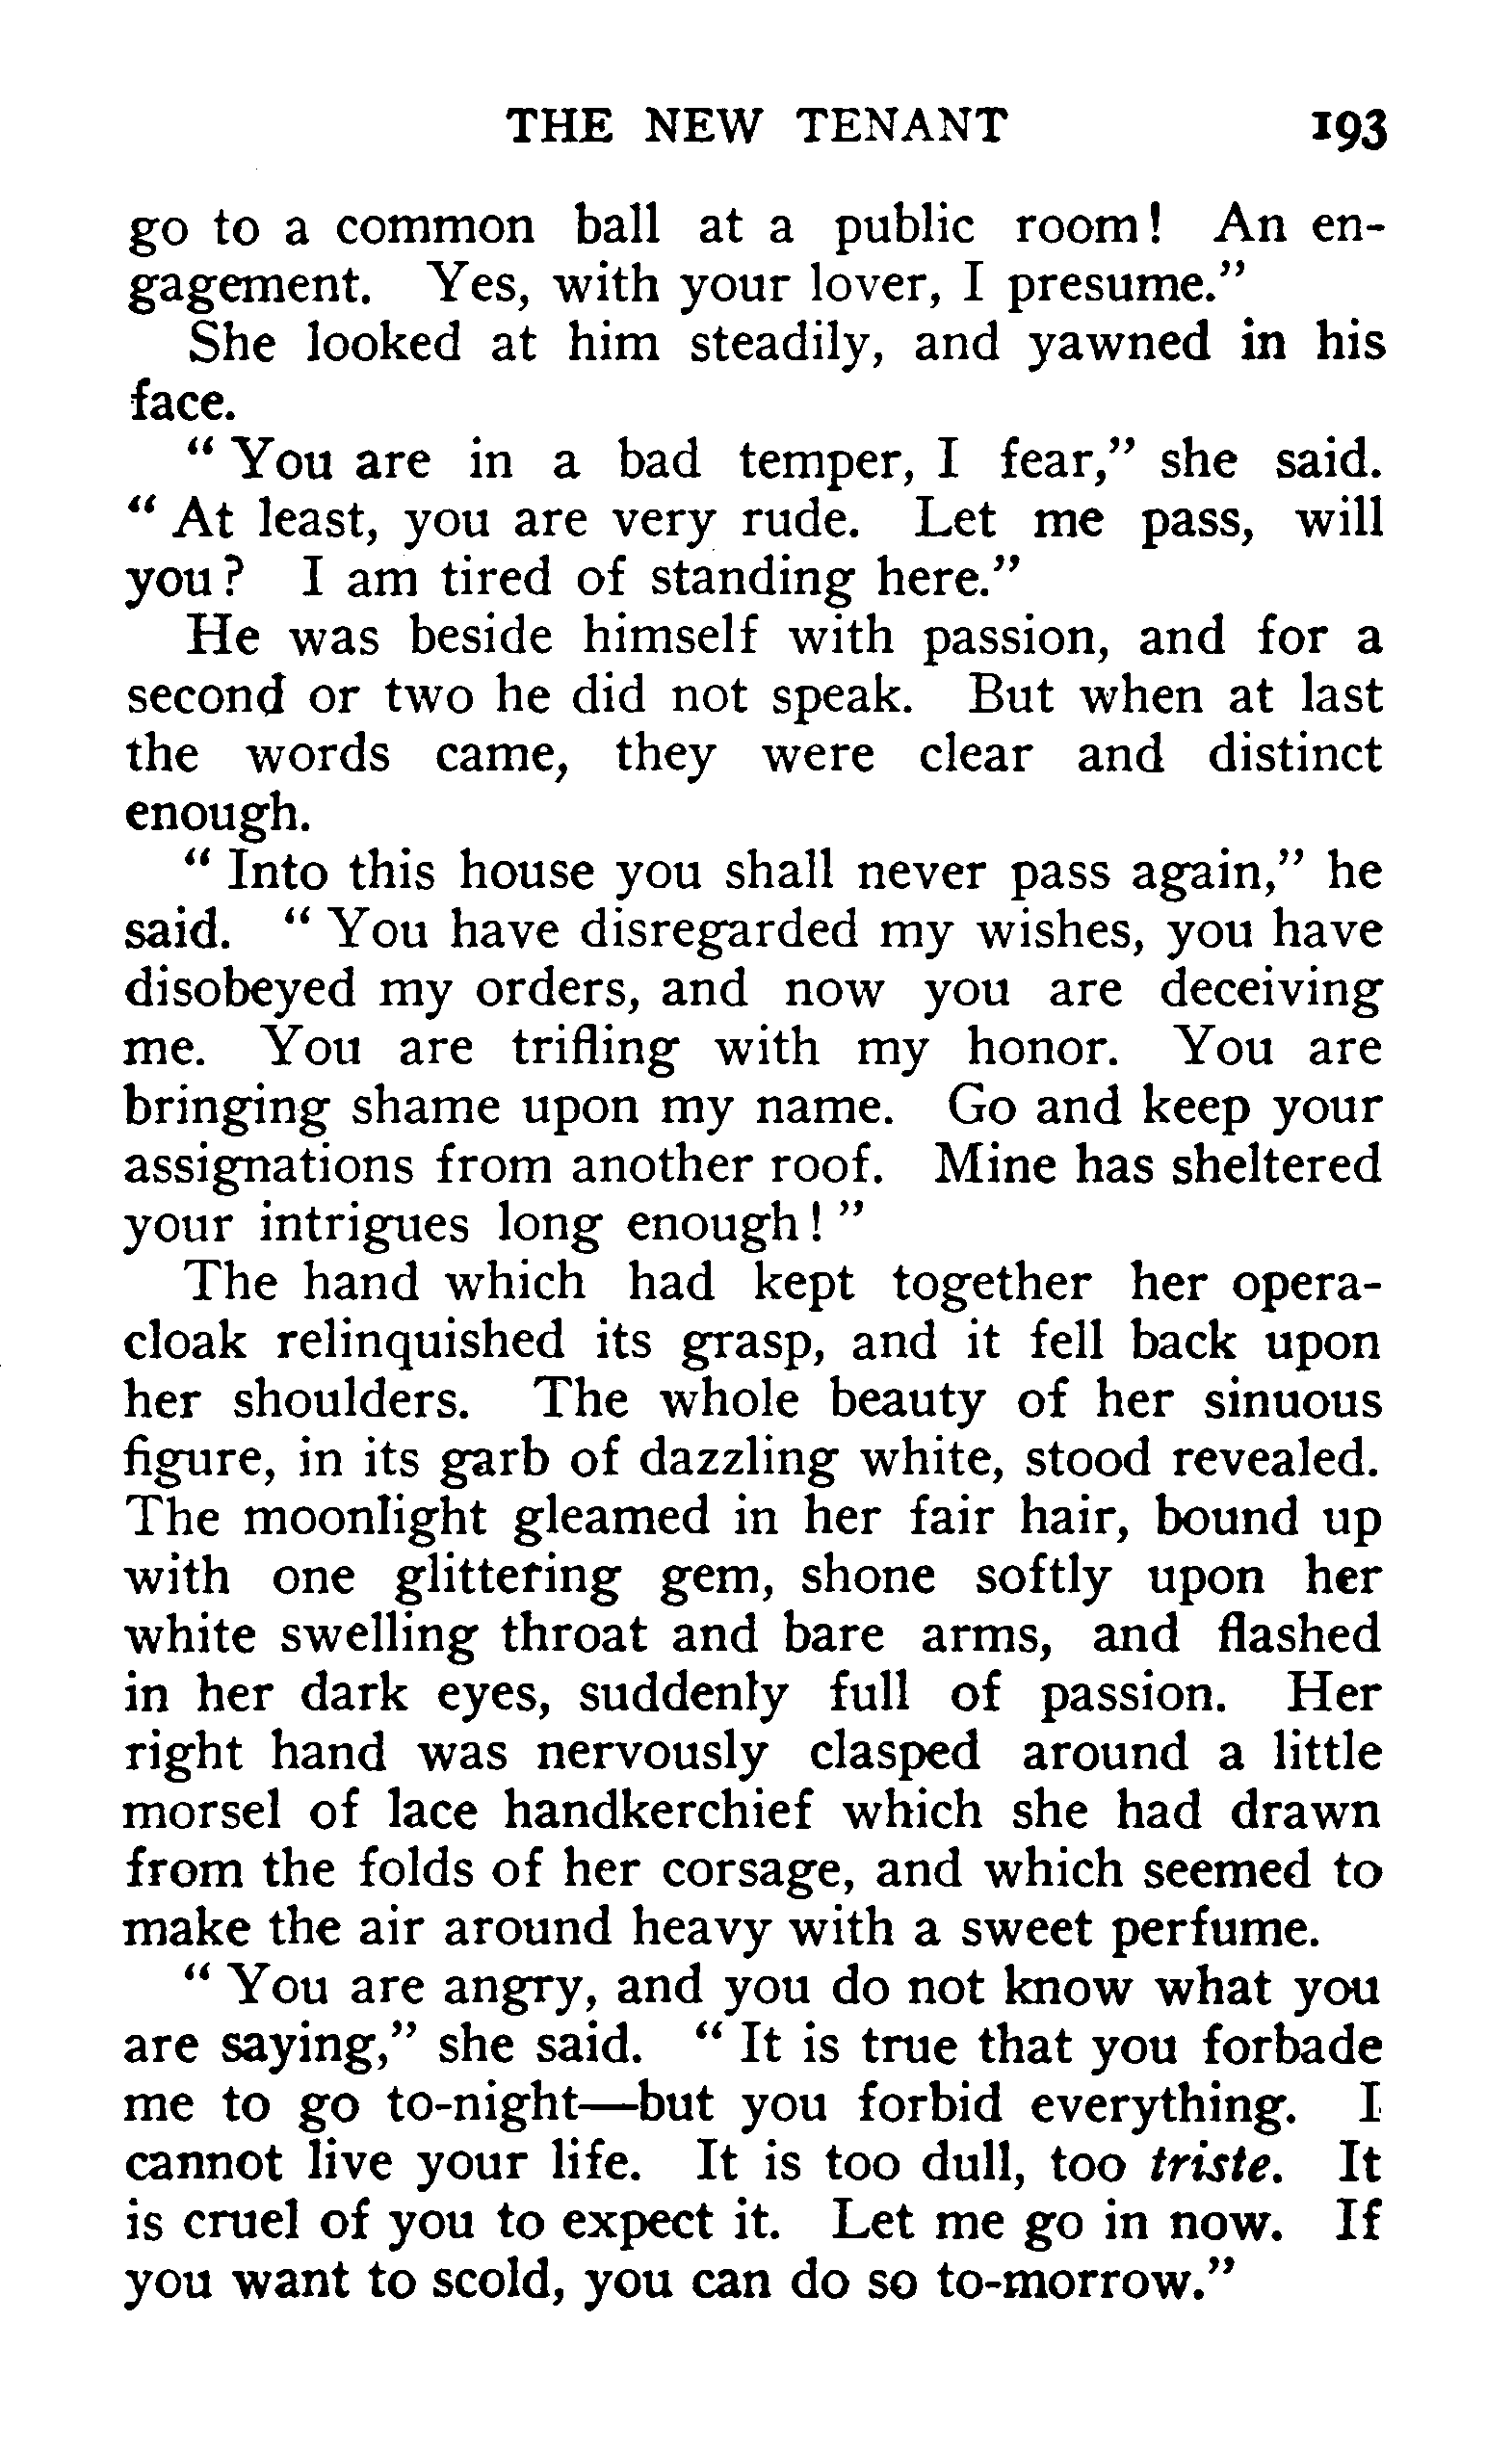 THE NEW TENANT 193
go to a common ball at a public room! An en-
gagement. Yes, with your lover, I presume.”
She looked at him steadily, and yawned in his
face.
“ You are in a bad temper, I fear,” she said.
“ At least, you are very rude. Let me pass, will
you? I am tired of standing here.”
He was beside himself with passion, and for a
second or two he did not speak. But when at last
the words came, they were clear and distinct
enough.
“ Into this house you shall never pass again,” he
said. “ You have disregarded my wishes, you have
disobeyed my orders, and now you are deceiving
me. You are trifling with my honor. You are
bringing shame upon my name. Go and keep your
assignations from another roof. Mine has sheltered
your intrigues long enough! ”
The hand which had kept together her opera-
cloak relinquished its grasp, and it fell back upon
her shoulders. The whole beauty of her sinuous
figure, in its garb of dazzling white, stood revealed.
The moonlight gleamed in her fair hair, bound up
with one glittering gem, shone softly upon her
white swelling throat and bare arms, and flashed
in her dark eyes, suddenly full of passion. Her
right hand was nervously clasped around a little
morsel of lace handkerchief which she had drawn
from the folds of her corsage, and which seemed to
make the air around heavy with a sweet perfume.
“ You are angry, and you do not know what you
are saying,” she said. “ It is true that you forbade
me to go to-night—but you forbid everything. I
cannot live your life. It is too dull, too triste. It
is cruel of you to expect it. Let me go in now. If
you want to scold, you can do so to-morrow.”